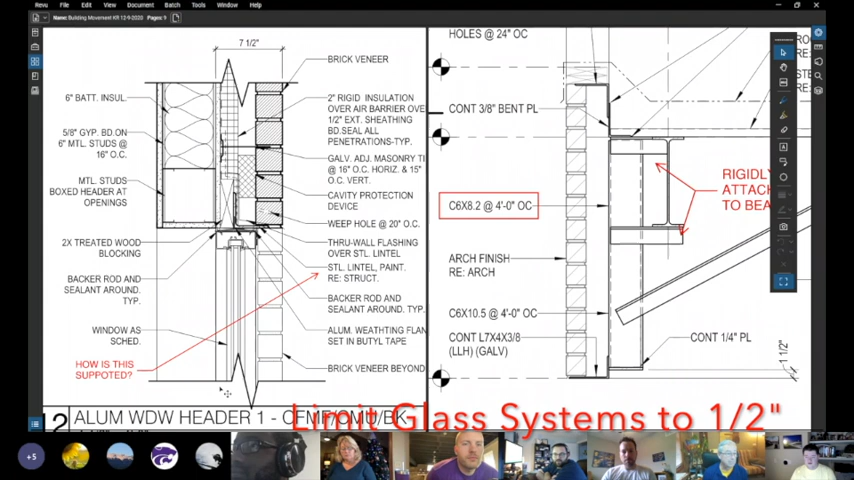 Revu File Edit View Document Batch Tools Window Help
Name: Building Movement KR 12-9-2020 Pages: 9
7 1/2"
BRICK VENEER
6" BATT. INSUL.
2" RIGID INSULATION
OVER AIR BARRIER OVE
1/2" EXT. SHEATHING
BD.SEAL ALL
PENETRATIONS-TYP.
5/8" GYP. BD.ON
6" MTL. STUDS @
16" O.C.
GALV. ADJ. MASONRY TI
@ 16" O.C. HORIZ. & 15"
O.C. VERT.
MTL. STUDS
BOXED HEADER AT
OPENINGS
CAVITY PROTECTION
DEVICE
WEEP HOLE @ 20" O.C.
2X TREATED WOOD
BLOCKING
THRU-WALL FLASHING
OVER STL. LINTEL
STL. LINTEL, PAINT.
RE: STRUCT.
BACKER ROD AND
SEALANT AROUND.
TYP.
BACKER ROD AND
SEALANT AROUND. TYP.
WINDOW AS
SCHED.
ALUM. WEATHTING FLAN
SET IN BUTYL TAPE
HOW IS THIS
SUPPOTED?
BRICK VENEER BEYOND
12 ALUM WDW HEADER 1 - CFMF/CMU/BK
HOLES @ 24" OC
CONT 3/8" BENT PL
C6X8.2 @ 4'-0" OC
RIGIDLY
ATTAC
TO BEA
ARCH FINISH
RE: ARCH
C6X10.5 @ 4'-0" OC
CONT L7X4X3/8
(LLH) (GALV)
CONT 1/4" PL
1 1/2"
Limit Glass Systems to 1/2"
+5